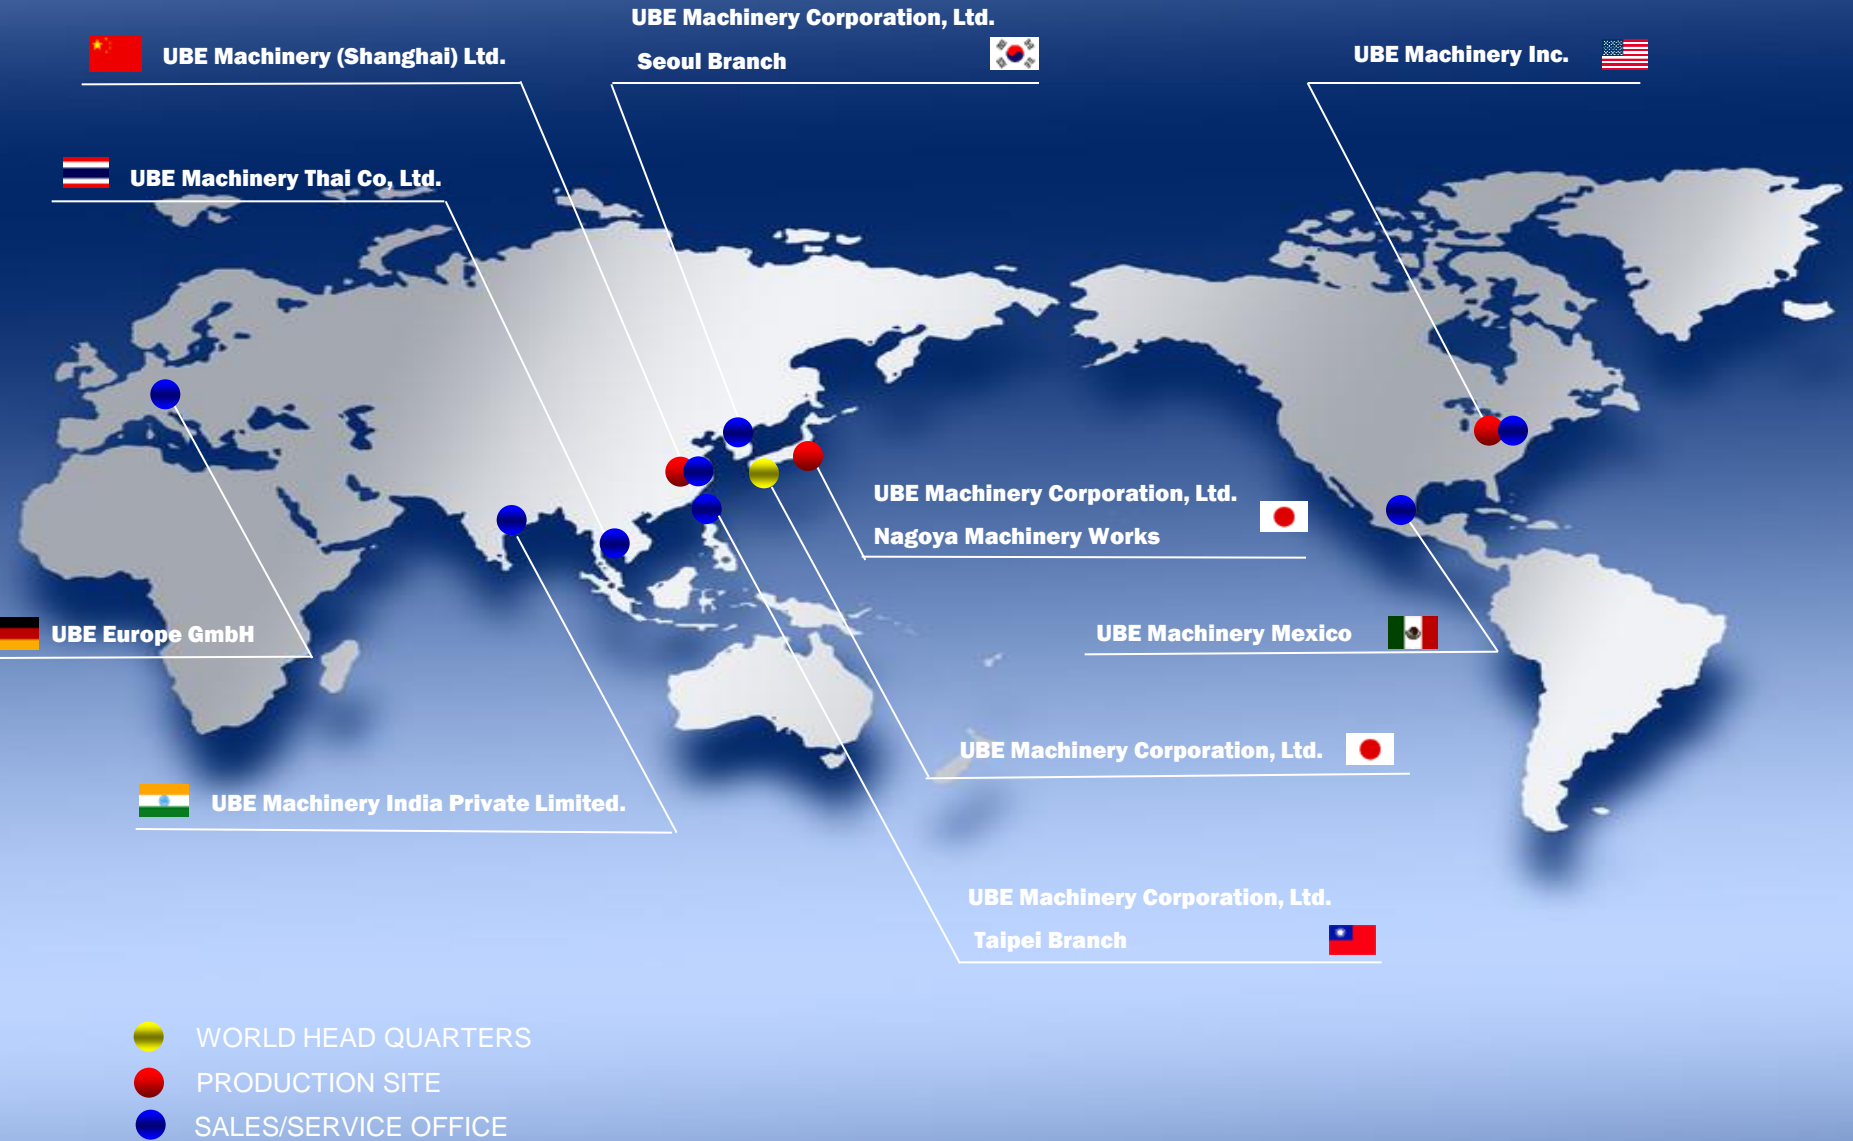 UBE Machinery Corporation, Ltd.
Seoul Branch
UBE Machinery (Shanghai) Ltd.
UBE Machinery Inc.
UBE Machinery Thai Co, Ltd.
UBE Machinery Corporation, Ltd.
Nagoya Machinery Works
UBE Europe GmbH
UBE Machinery Mexico
UBE Machinery Corporation, Ltd.
UBE Machinery India Private Limited.
UBE Machinery Corporation, Ltd.
Taipei Branch
WORLD HEAD QUARTERS
PRODUCTION SITE
SALES/SERVICE OFFICE